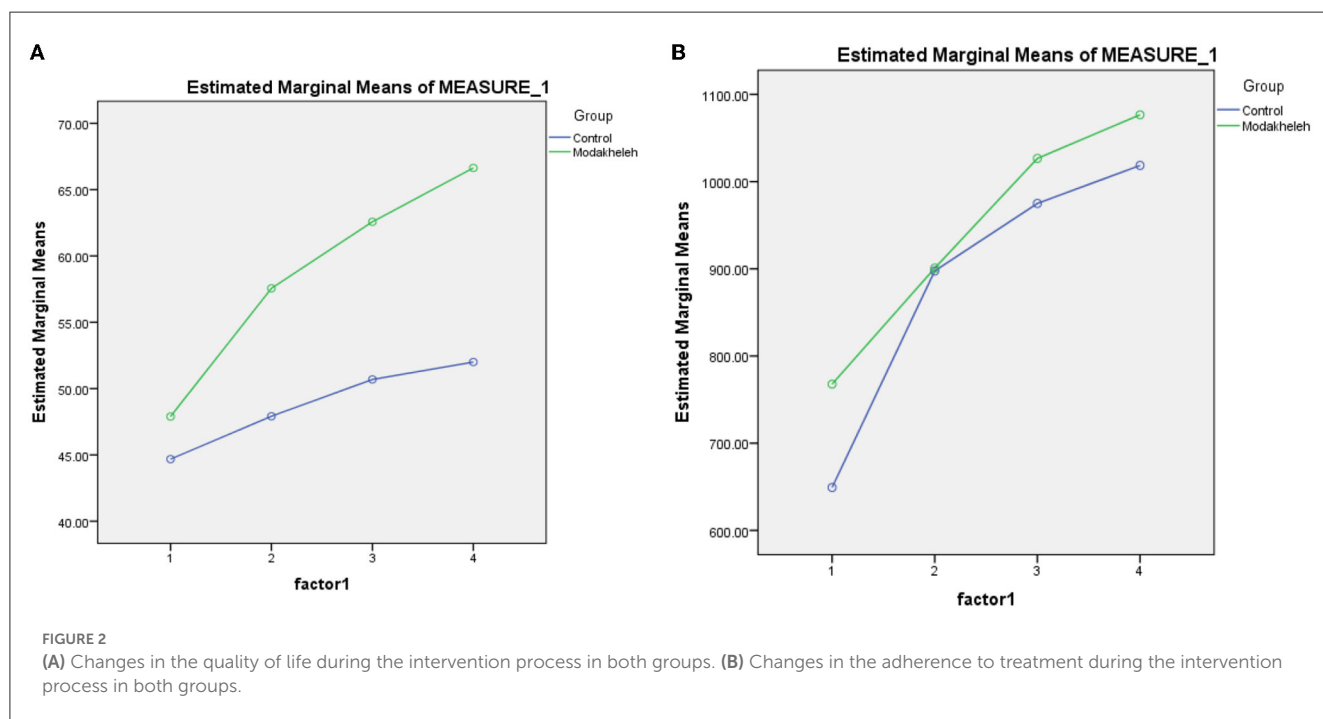 A
Estimated Marginal Means of MEASURE_1
Group
Control
Modakheleh
70.00
65.00
60.00
55.00
50.00
45.00
40.00
Estimated Marginal Means
1 2 3 4
factor1
B
Estimated Marginal Means of MEASURE_1
Group
Control
Modakheleh
1100.00
1000.00
900.00
800.00
700.00
600.00
Estimated Marginal Means
1 2 3 4
factor1
FIGURE 2
(A) Changes in the quality of life during the intervention process in both groups. (B) Changes in the adherence to treatment during the intervention
process in both groups.